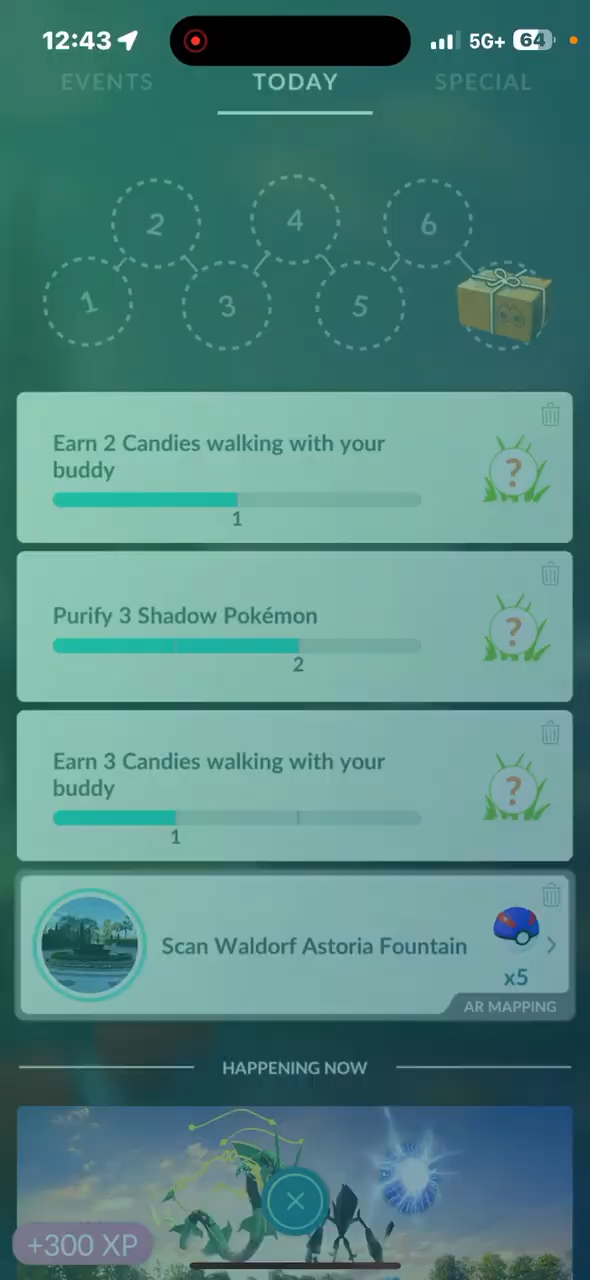 12:43
5G+
64
EVENTS
TODAY
SPECIAL
2
4
6
1
3
5
Earn 2 Candies walking with your
buddy
?
1
Purify 3 Shadow Pokémon
?
2
Earn 3 Candies walking with your
buddy
?
1
Scan Waldorf Astoria Fountain
x5
AR MAPPING
HAPPENING NOW
+300 XP